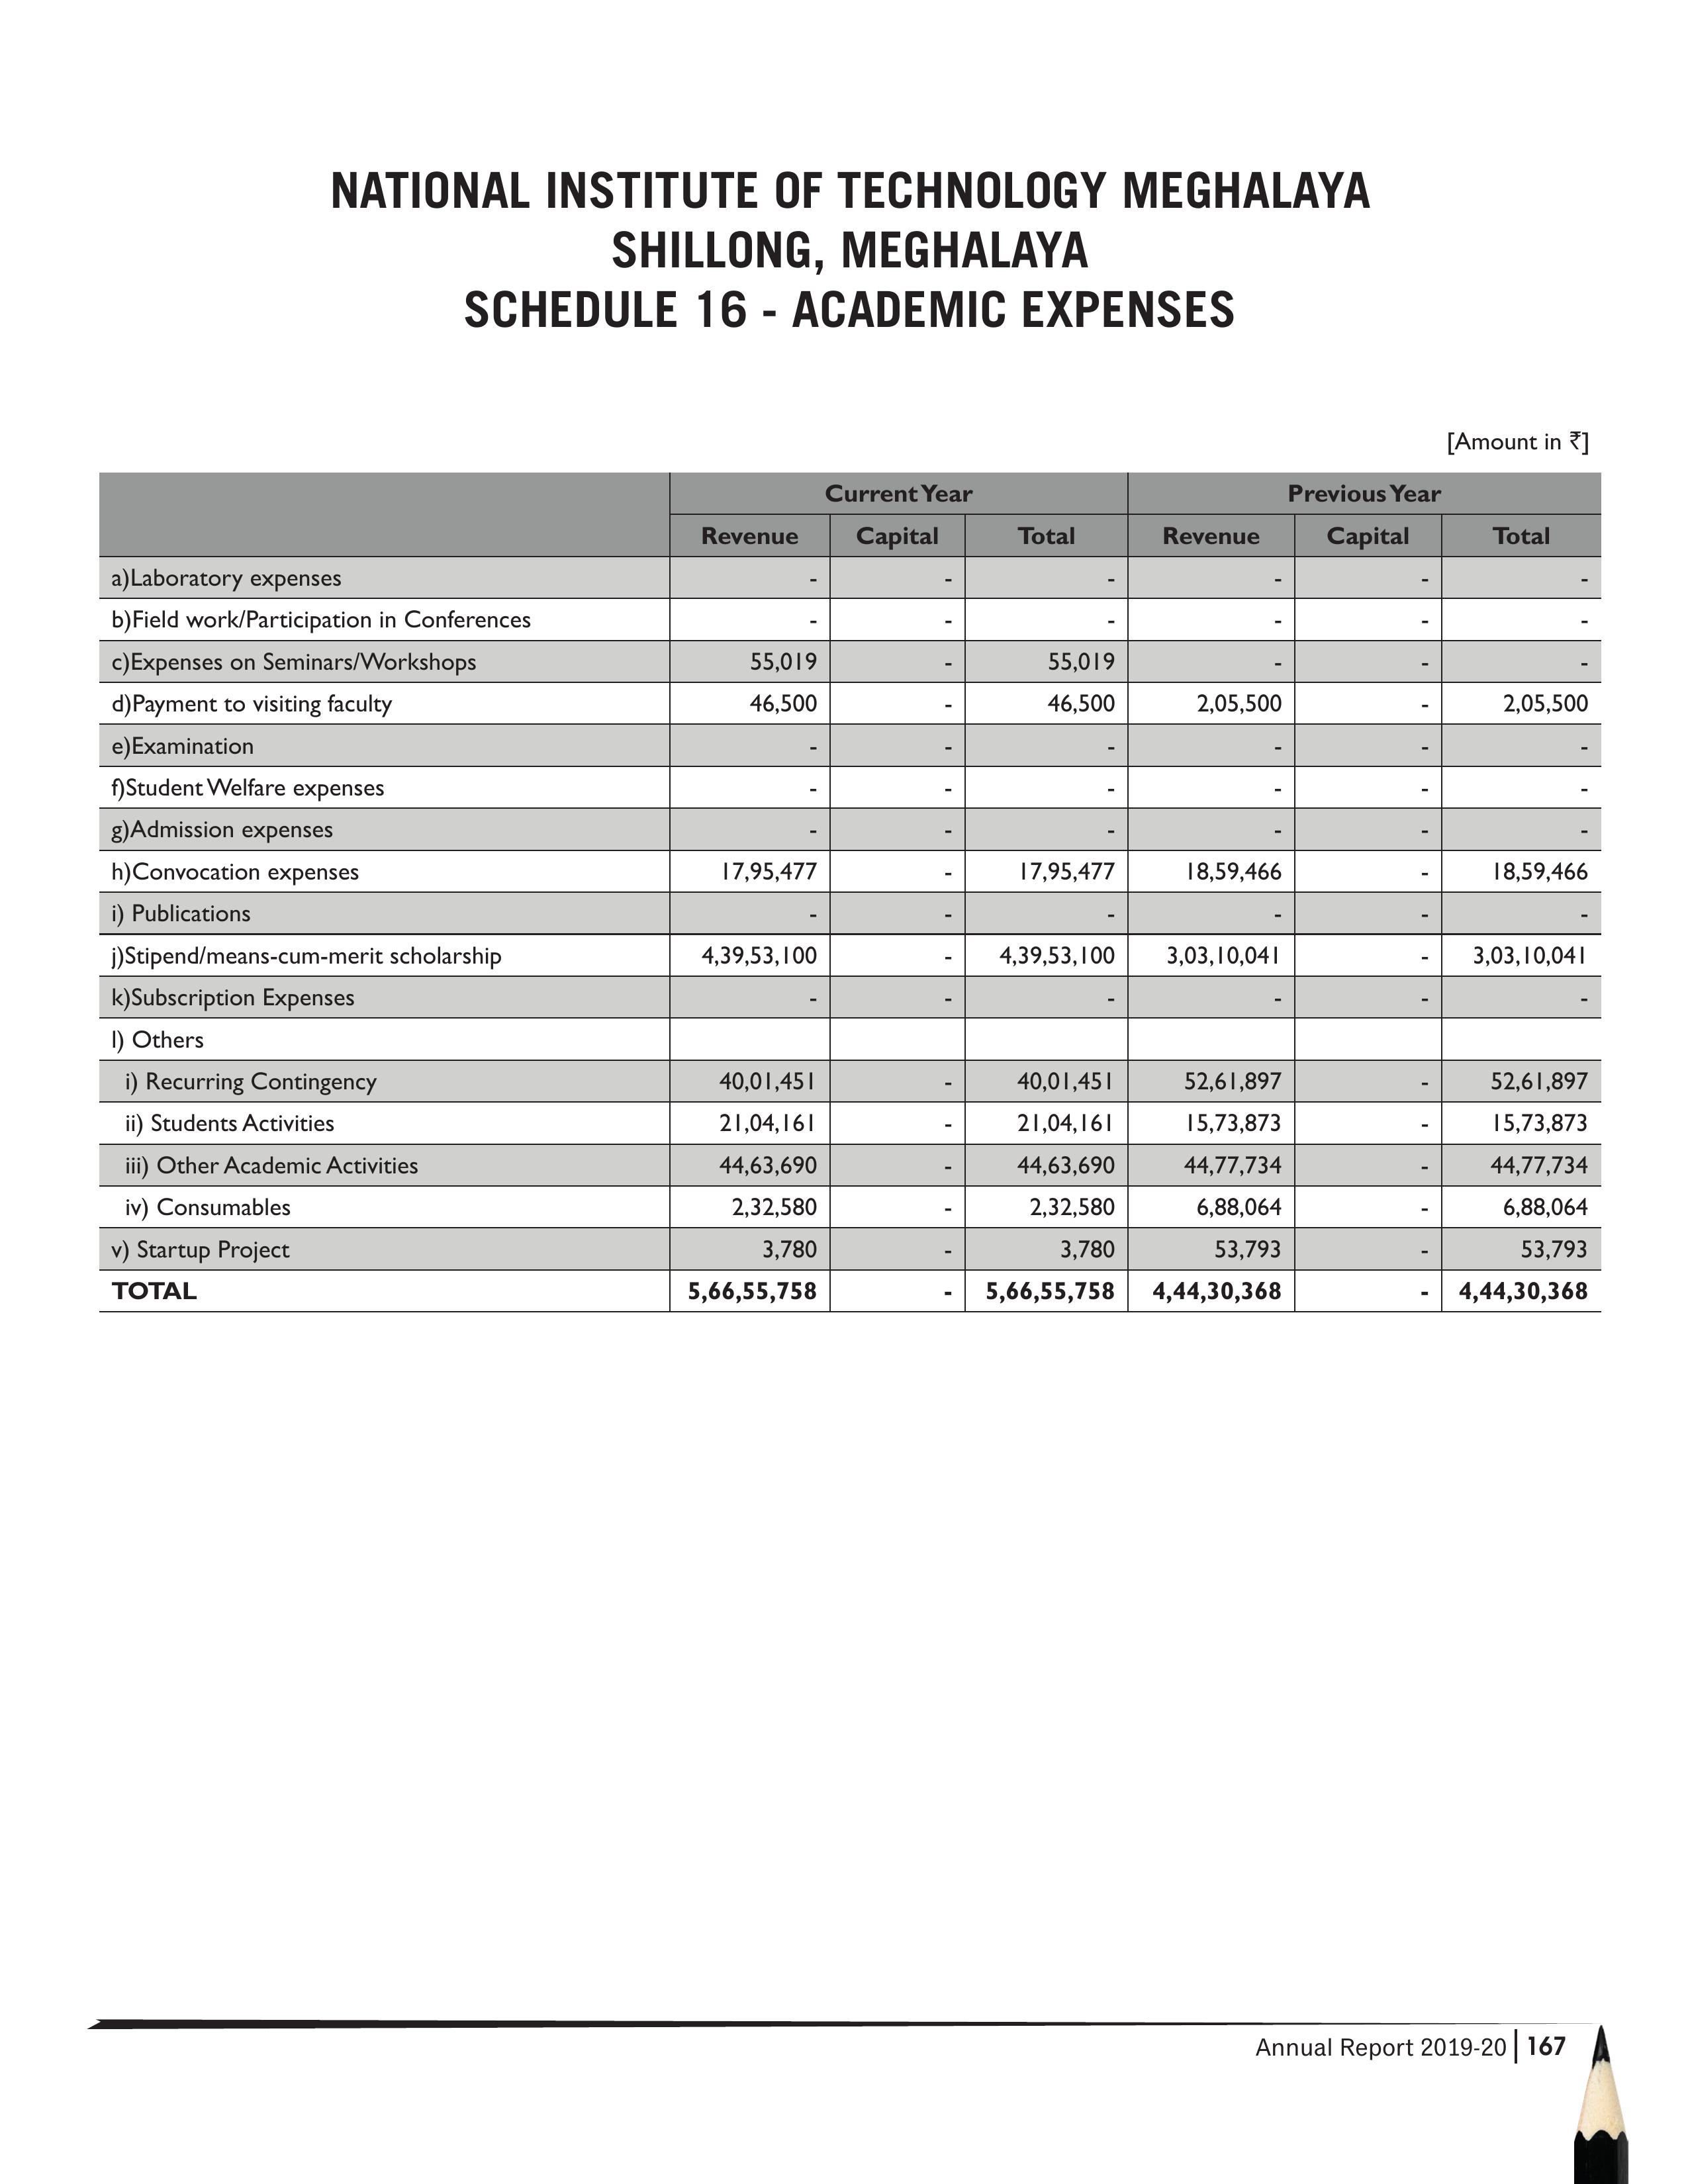 NATIONAL INSTITUTE OF TECHNOLOGY MEGHALAYA
SHILLONG, MEGHALAYA
SCHEDULE 16 - ACADEMIC EXPENSES
[Amount in ₹]
Current Year Previous Year
Revenue Capital Total Revenue Capital Total
a)Laboratory expenses - - - - - -
b)Field work/Participation in Conferences - - - - - -
c)Expenses on Seminars/Workshops 55,019 - 55,019 - - -
d)Payment to visiting faculty 46,500 - 46,500 2,05,500 - 2,05,500
e)Examination - - - - - -
f)Student Welfare expenses - - - - - -
g)Admission expenses - - - - - -
h)Convocation expenses 17,95,477 - 17,95,477 18,59,466 - 18,59,466
i) Publications - - - - - -
j)Stipend/means-cum-merit scholarship 4,39,53,100 - 4,39,53,100 3,03,10,041 - 3,03,10,041
k)Subscription Expenses - - - - - -
l) Others
i) Recurring Contingency 40,01,451 - 40,01,451 52,61,897 - 52,61,897
ii) Students Activities 21,04,161 - 21,04,161 15,73,873 - 15,73,873
iii) Other Academic Activities 44,63,690 - 44,63,690 44,77,734 - 44,77,734
iv) Consumables 2,32,580 - 2,32,580 6,88,064 - 6,88,064
v) Startup Project 3,780 - 3,780 53,793 - 53,793
TOTAL 5,66,55,758 - 5,66,55,758 4,44,30,368 - 4,44,30,368
Annual Report 2019-20 | 167